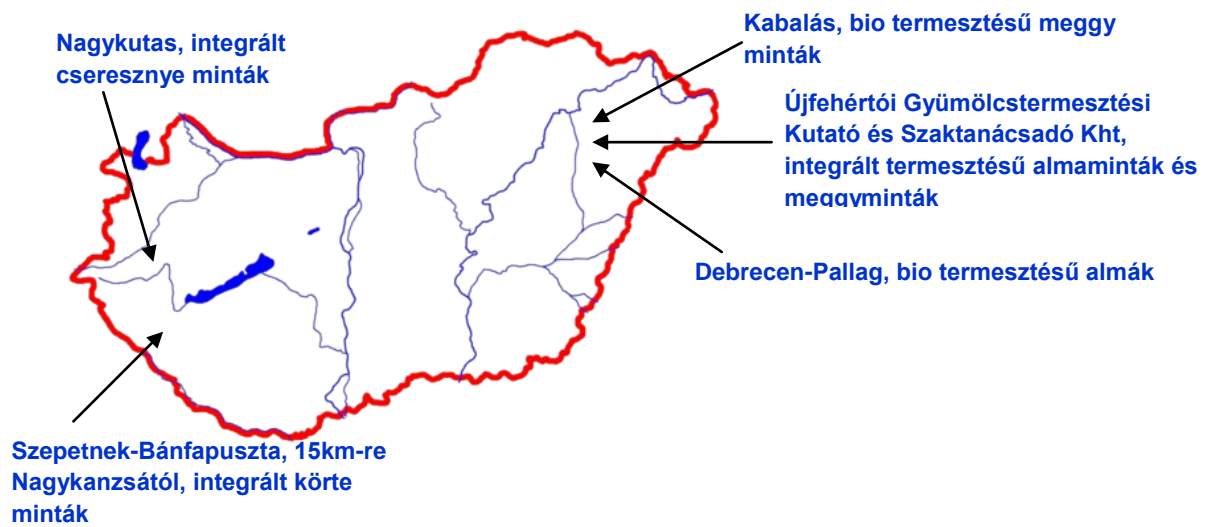 Nagykutas, integrált
cseresznye minták
Kabalás, bio termesztésű meggy
minták
Újfehértói Gyümölcstermesztési
Kutató és Szaktanácsadó Kht,
integrált termesztésű almaminták és
meggyminták
Debrecen-Pallag, bio termesztésű almák
Szepetnek-Bánfapuszta, 15km-re
Nagykanzsától, integrált körte
minták